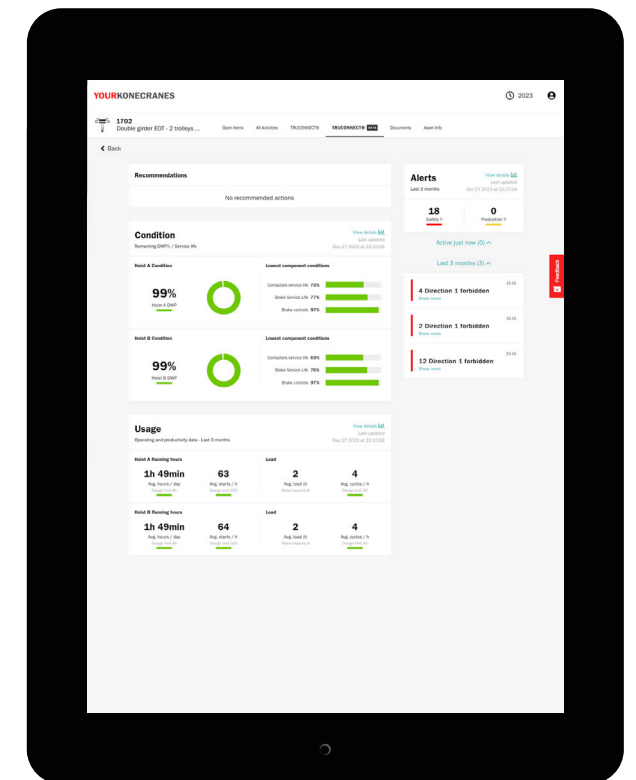 YOURKONECRANES
2023
1702
Double girder EOT - 2 trolleys ...
Open Items
All Activities
TRUCONNECT®
TRUCONNECT® BETA
Documents
Asset Info
Back
Recommendations
No recommended actions
Condition
Remaining DWP% / Service life
View details
Last updated
Hoist A Condition
99%
Hoist A DWP
Lowest component conditions
Contactors service life 70%
Brake Service Life 77%
Brake controls 97%
Hoist B Condition
99%
Hoist B DWP
Lowest component conditions
Contactors service life 69%
Brake Service Life 76%
Brake controls 97%
Usage
Operating and productivity data - Last 3 months
View details
Last updated
Hoist A Running hours
1h 49min
Avg. hours / day
63
Avg. starts / h
Load
2
Avg. load (t)
4
Avg. cycles / h
Hoist B Running hours
1h 49min
Avg. hours / day
64
Avg. starts / h
Load
2
Avg. load (t)
4
Avg. cycles / h
Alerts
Last 3 months
View details
Last updated
18
Safety >
0
Production >
Active just now (0)
Last 3 months (3)
4 Direction 1 forbidden
Show more
2 Direction 1 forbidden
Show more
12 Direction 1 forbidden
Show more
Feedback